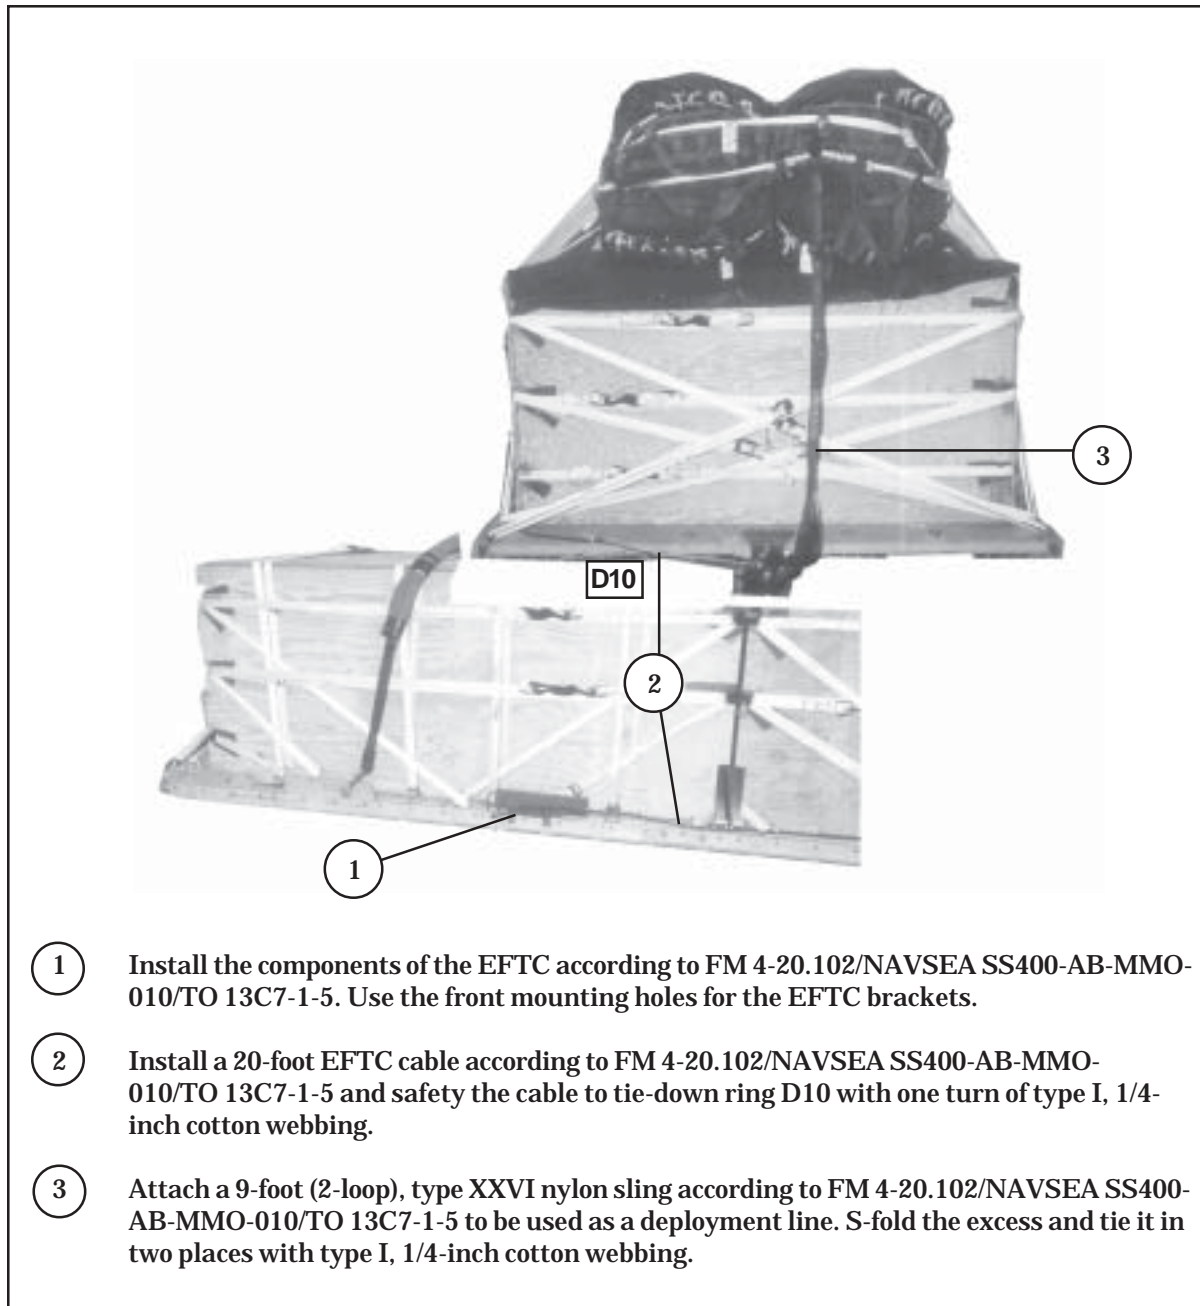 3
D10
2
1
1 Install the components of the EFTC according to FM 4-20.102/NAVSEA SS400-AB-MMO-
010/TO 13C7-1-5. Use the front mounting holes for the EFTC brackets.
2 Install a 20-foot EFTC cable according to FM 4-20.102/NAVSEA SS400-AB-MMO-
010/TO 13C7-1-5 and safety the cable to tie-down ring D10 with one turn of type I, 1/4-
inch cotton webbing.
3 Attach a 9-foot (2-loop), type XXVI nylon sling according to FM 4-20.102/NAVSEA SS400-
AB-MMO-010/TO 13C7-1-5 to be used as a deployment line. S-fold the excess and tie it in
two places with type I, 1/4-inch cotton webbing.